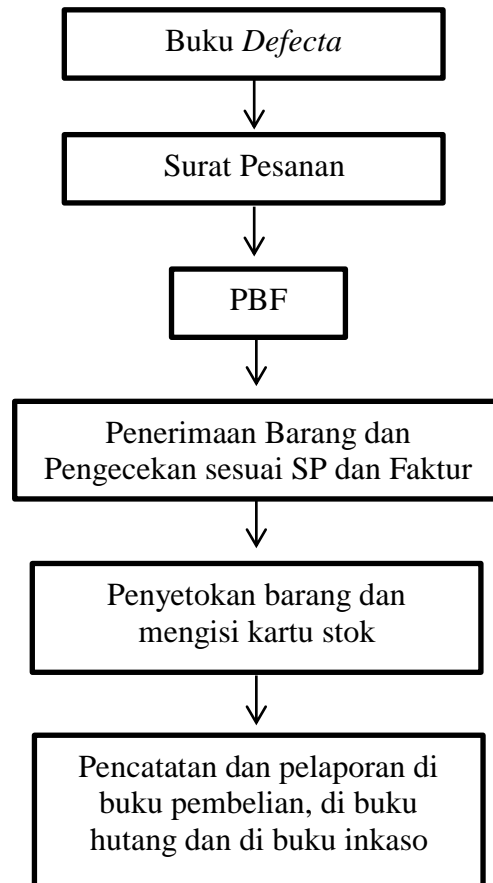 Buku Defecta
Surat Pesanan
PBF
Penerimaan Barang dan
Pengecekan sesuai SP dan Faktur
Penyetokan barang dan
mengisi kartu stok
Pencatatan dan pelaporan di
buku pembelian, di buku
hutang dan di buku inkaso